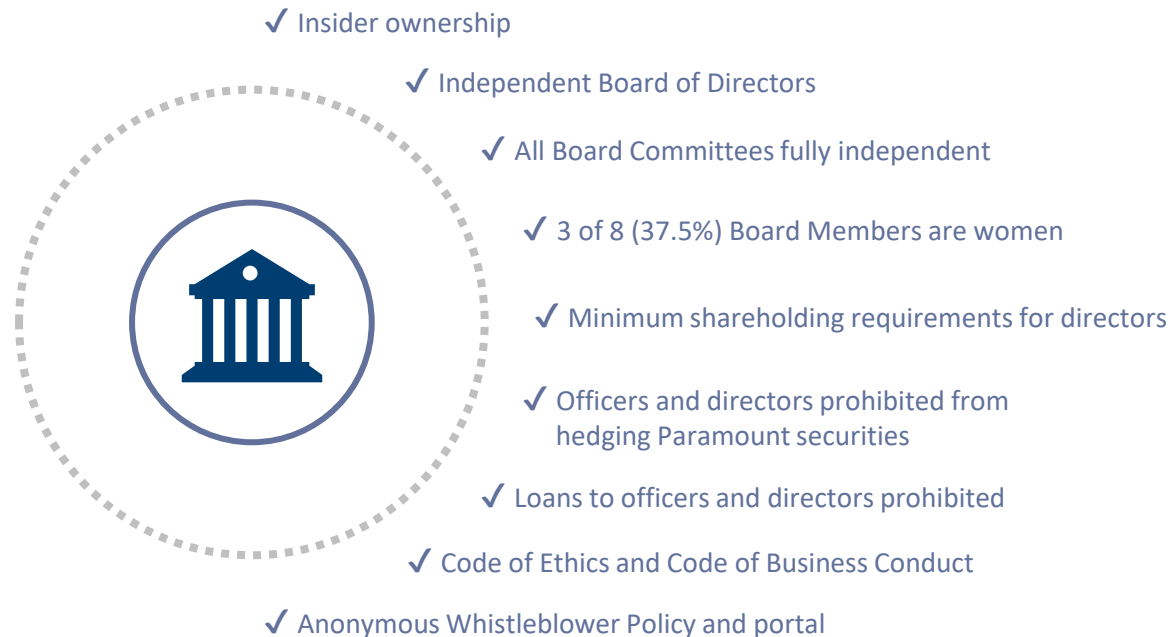 ✓ Insider ownership
✓ Independent Board of Directors
✓ All Board Committees fully independent
✓ 3 of 8 (37.5%) Board Members are women
✓ Minimum shareholding requirements for directors
✓ Officers and directors prohibited from
hedging Paramount securities
✓ Loans to officers and directors prohibited
✓ Code of Ethics and Code of Business Conduct
✓ Anonymous Whistleblower Policy and portal